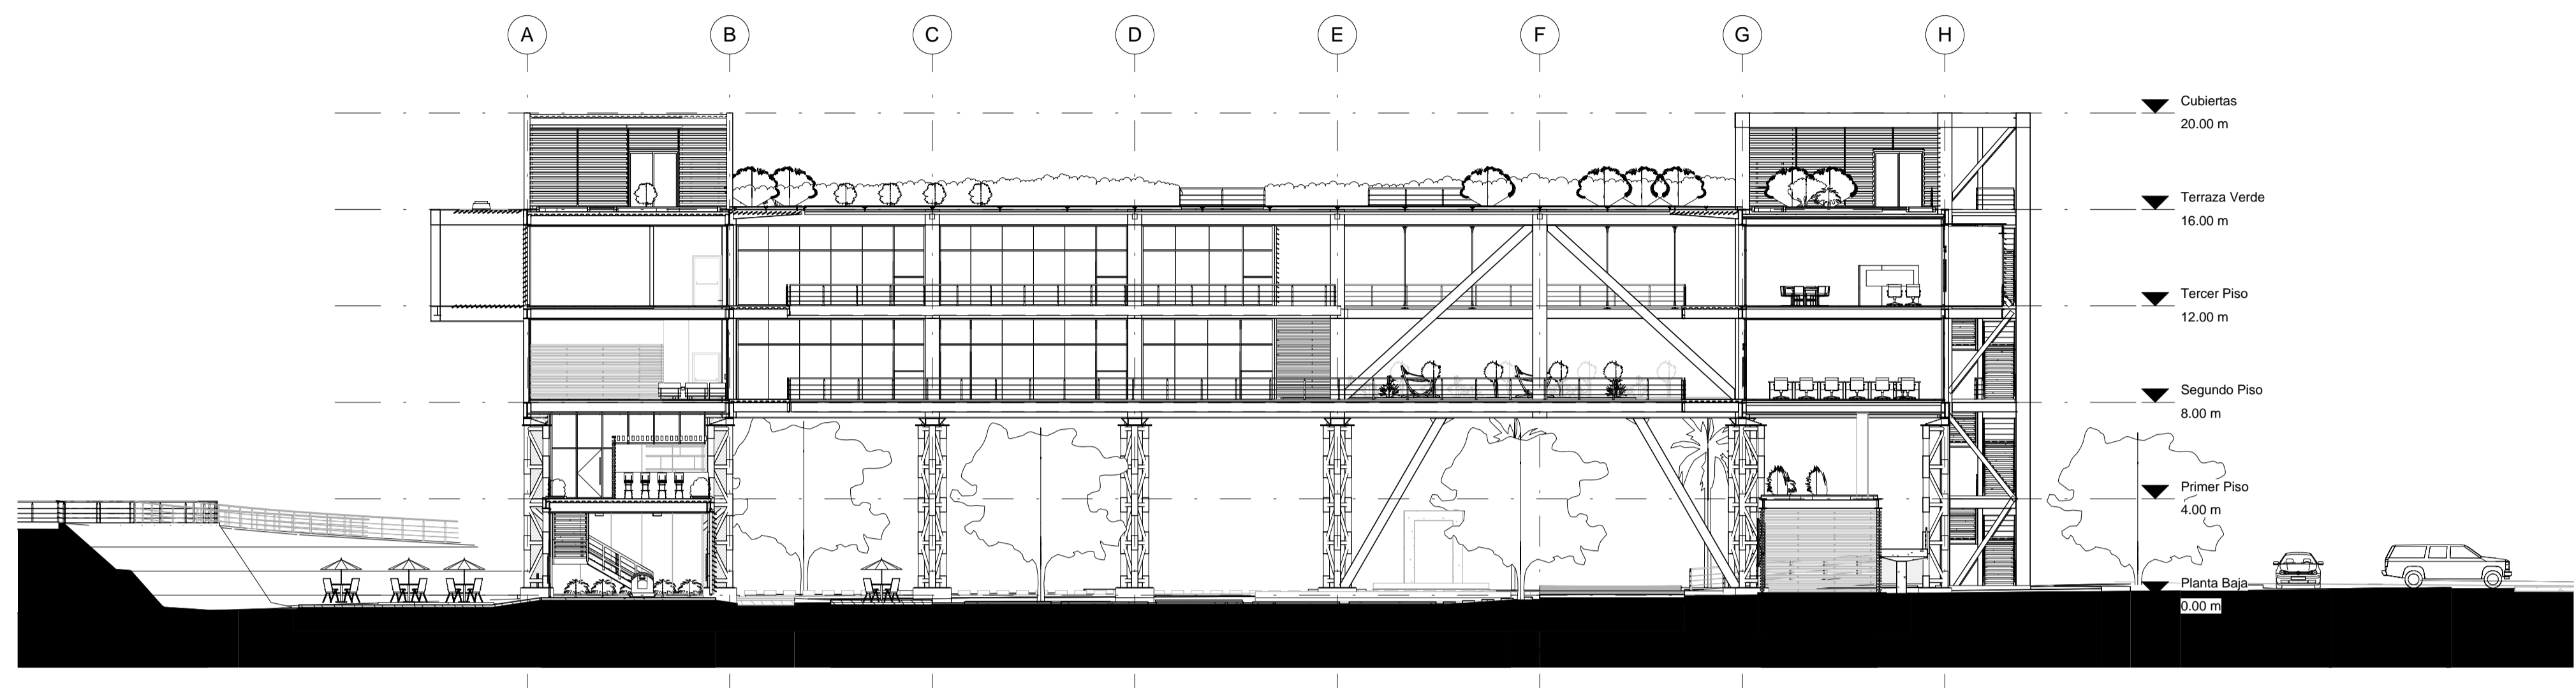 A
B
C
D
E
F
G
H
Cubiertas
20.00 m
Terraza Verde
16.00 m
Tercer Piso
12.00 m
Segundo Piso
8.00 m
Primer Piso
4.00 m
Planta Baja
0.00 m